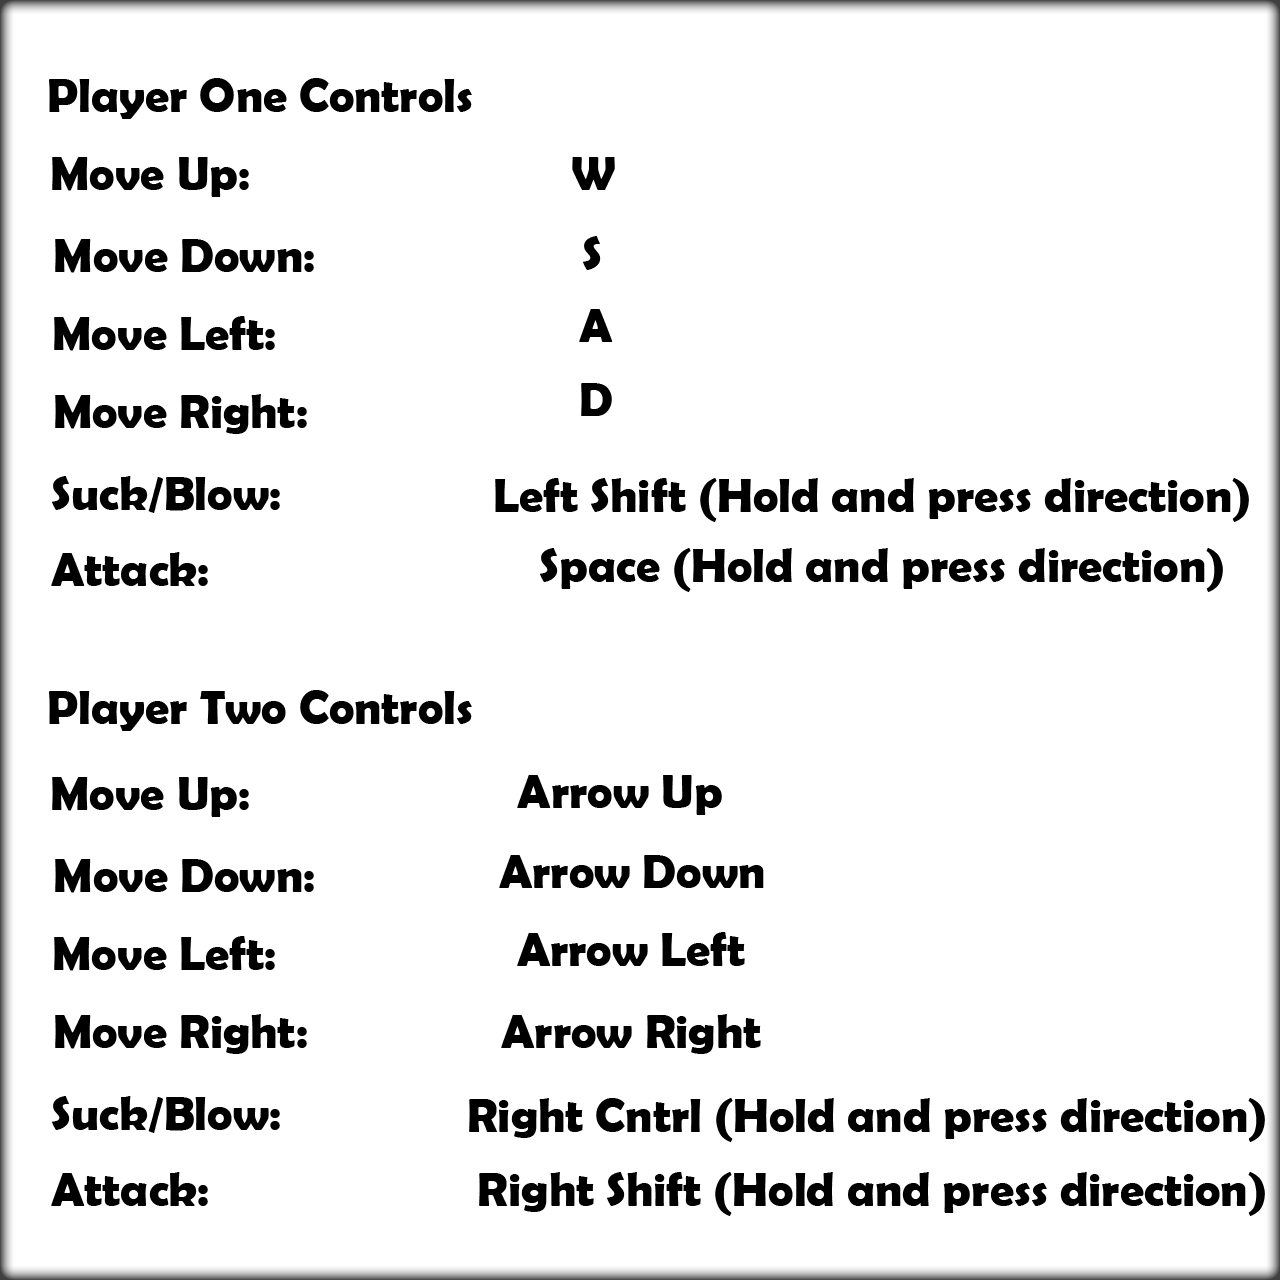 Player One Controls
Move Up: W
Move Down: S
Move Left: A
Move Right: D
Suck/Blow: Left Shift (Hold and press direction)
Attack: Space (Hold and press direction)
Player Two Controls
Move Up: Arrow Up
Move Down: Arrow Down
Move Left: Arrow Left
Move Right: Arrow Right
Suck/Blow: Right Cntrl (Hold and press direction)
Attack: Right Shift (Hold and press direction)